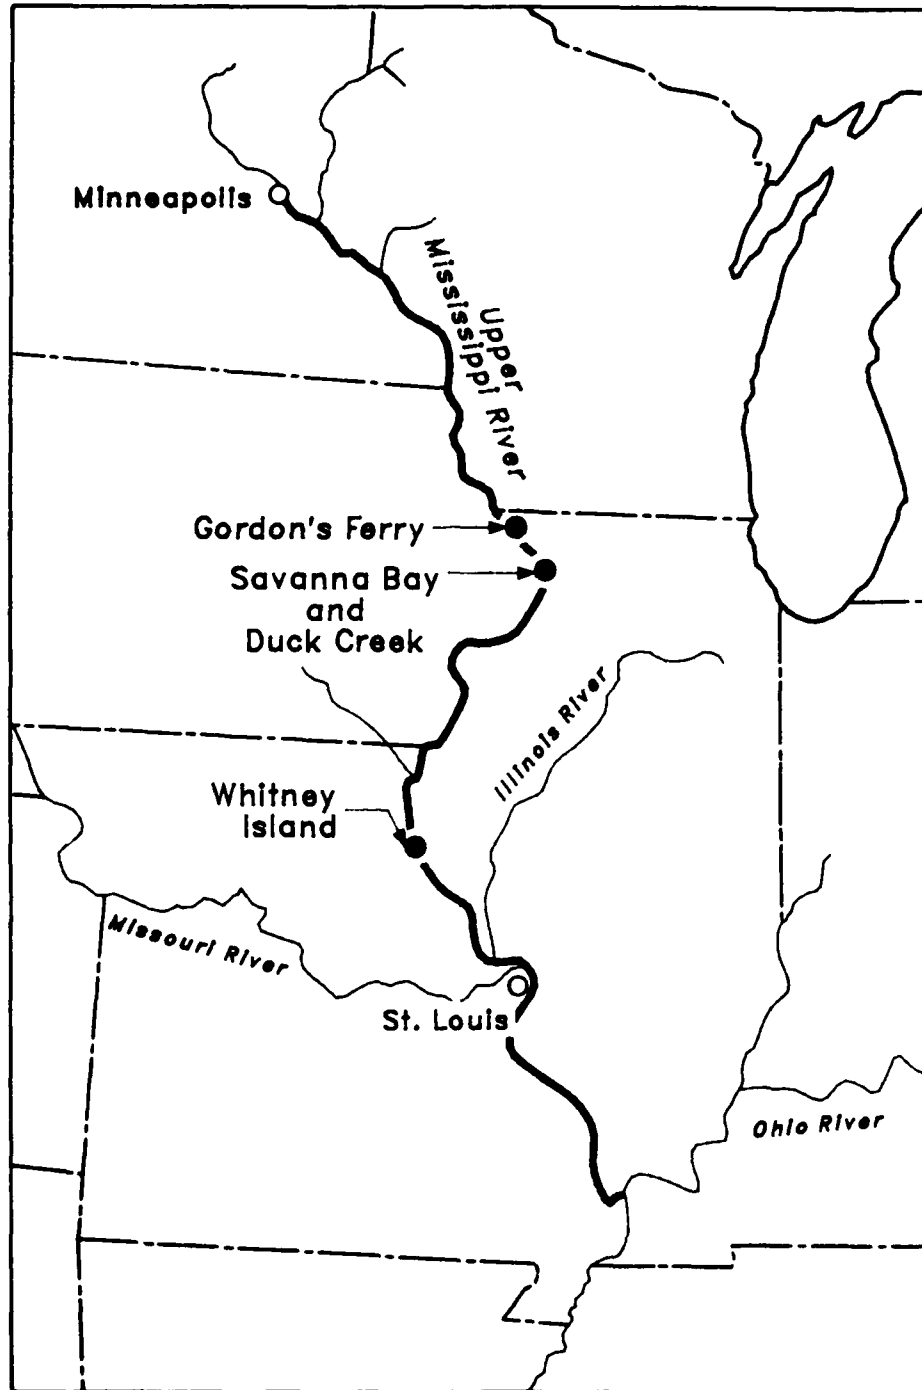 Minneapolis
Upper
Mississippi River
Gordon's Ferry
Savanna Bay
and
Duck Creek
Illinois River
Whitney
Island
Missouri River
St. Louis
Ohio River